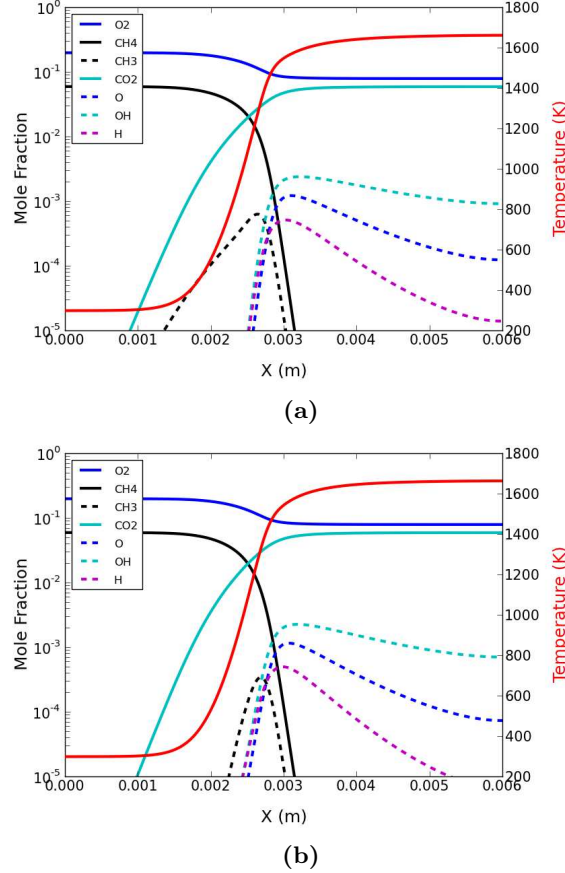 10⁰
10⁻¹
10⁻²
10⁻³
10⁻⁴
10⁻⁵
Mole Fraction
O2
CH4
CH3
CO2
O
OH
H
1800
1600
1400
1200
1000
800
600
400
200
Temperature (K)
0.000
0.001
0.002
0.003
0.004
0.005
0.006
X (m)
(a)
10⁰
10⁻¹
10⁻²
10⁻³
10⁻⁴
10⁻⁵
Mole Fraction
O2
CH4
CH3
CO2
O
OH
H
1800
1600
1400
1200
1000
800
600
400
200
Temperature (K)
0.000
0.001
0.002
0.003
0.004
0.005
0.006
X (m)
(b)